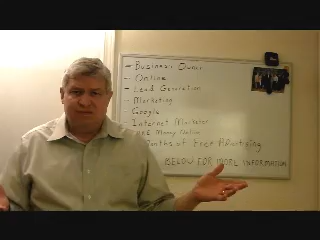 - Business Owner
- Online
- Lead Generation
- Marketing
Google
Internet Marketer
Money Online
Months of Free Advertising
BELOW FOR MORE INFORMATION